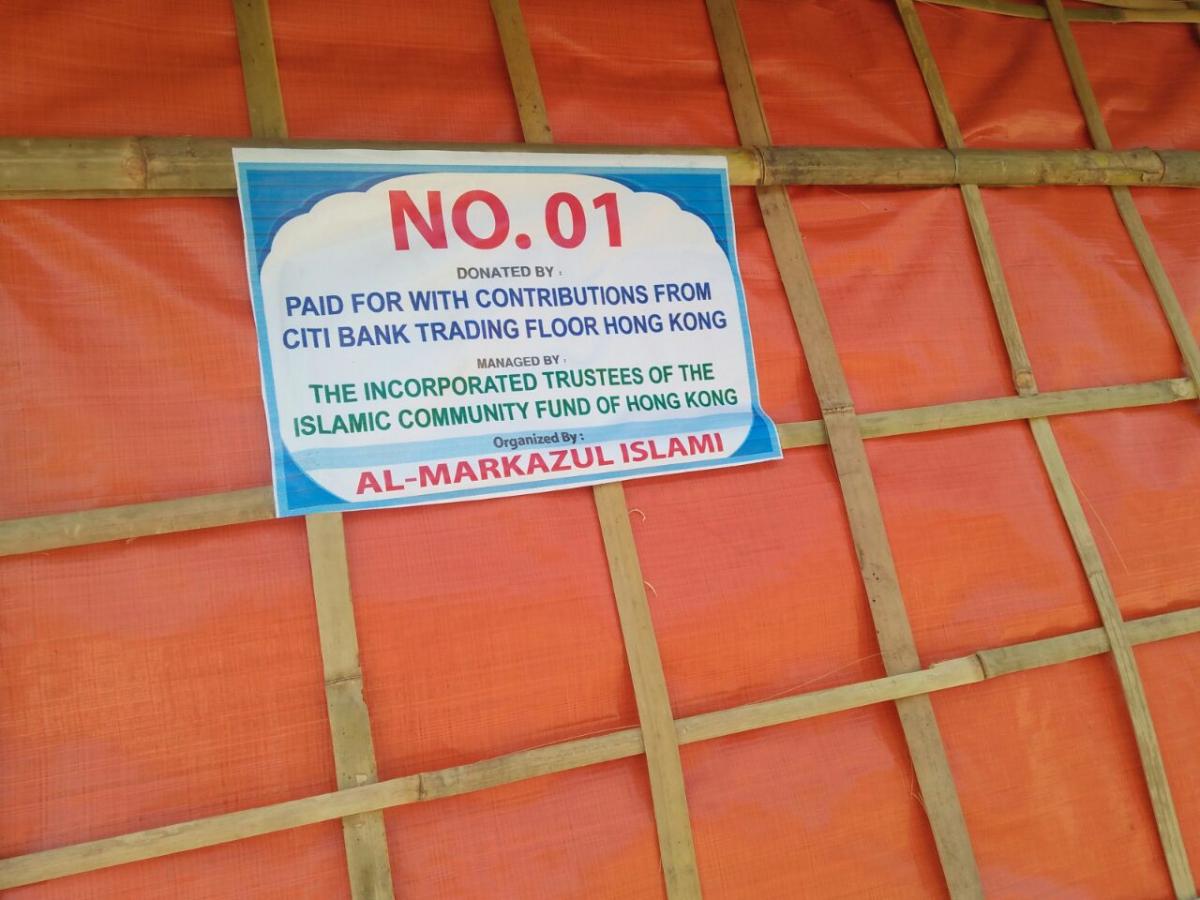 NO. 01
DONATED BY :
PAID FOR WITH CONTRIBUTIONS FROM
CITI BANK TRADING FLOOR HONG KONG
MANAGED BY :
THE INCORPORATED TRUSTEES OF THE
ISLAMIC COMMUNITY FUND OF HONG KONG
Organized By :
AL-MARKAZUL ISLAMI